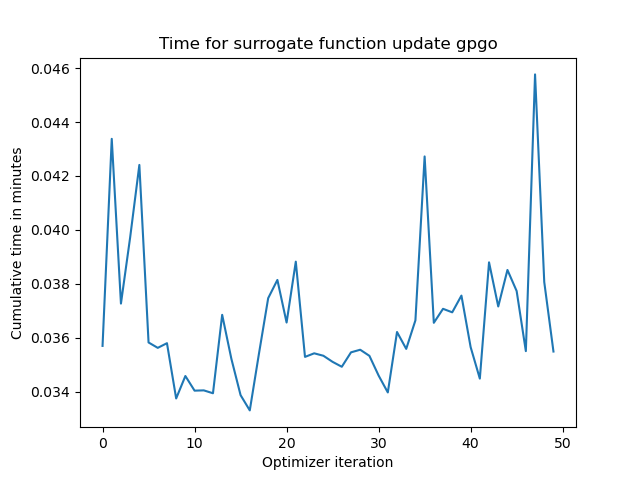 Time for surrogate function update gpgo
0.046
0.044
0.042
0.040
0.038
0.036
0.034
Cumulative time in minutes
0 10 20 30 40 50
Optimizer iteration